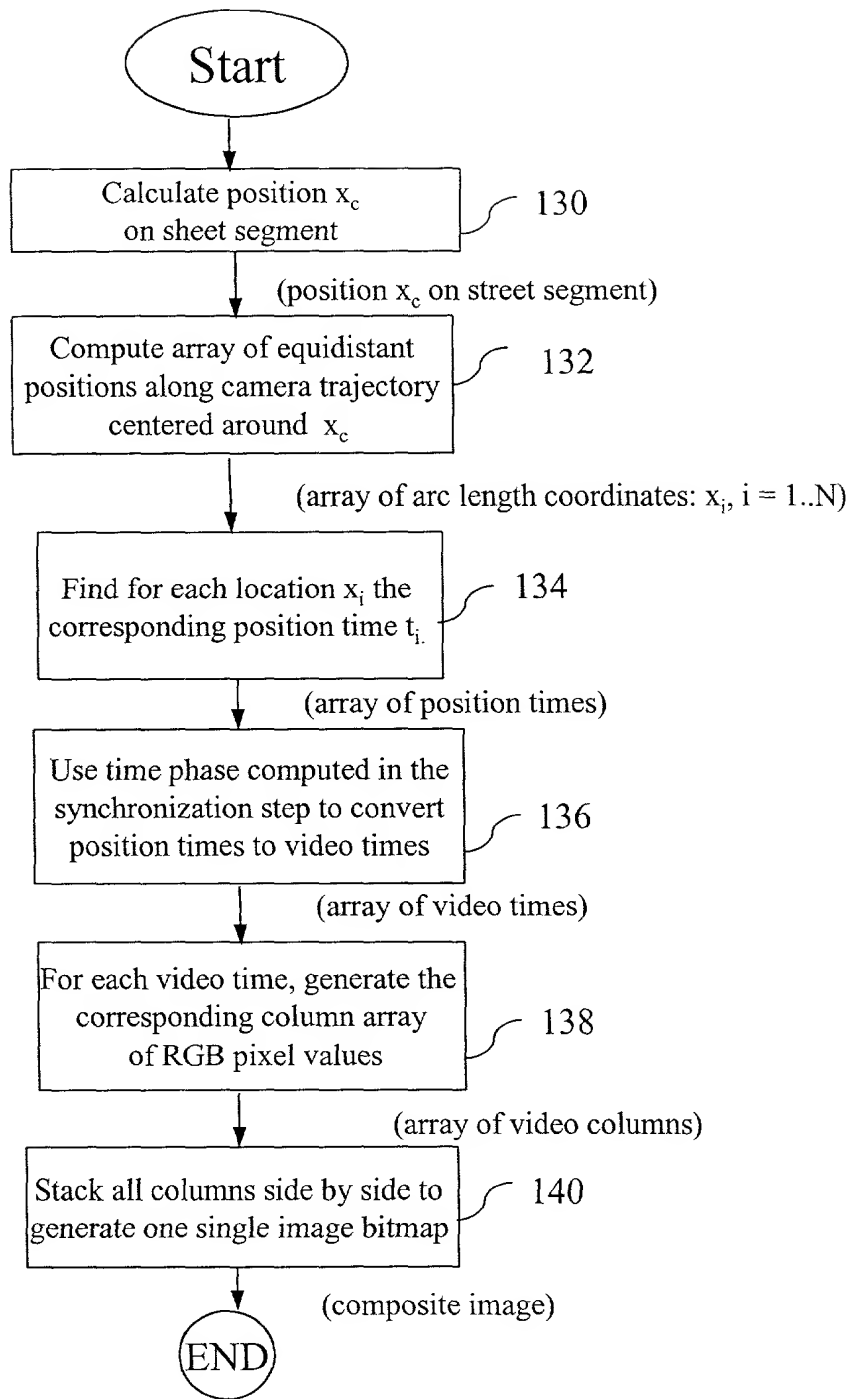 Start
Calculate position x_c
on sheet segment
130
(position x_c on street segment)
Compute array of equidistant
positions along camera trajectory
centered around x_c
132
(array of arc length coordinates: x_i, i = 1..N)
Find for each location x_i the
corresponding position time t_i.
134
(array of position times)
Use time phase computed in the
synchronization step to convert
position times to video times
136
(array of video times)
For each video time, generate the
corresponding column array
of RGB pixel values
138
(array of video columns)
Stack all columns side by side to
generate one single image bitmap
140
(composite image)
END